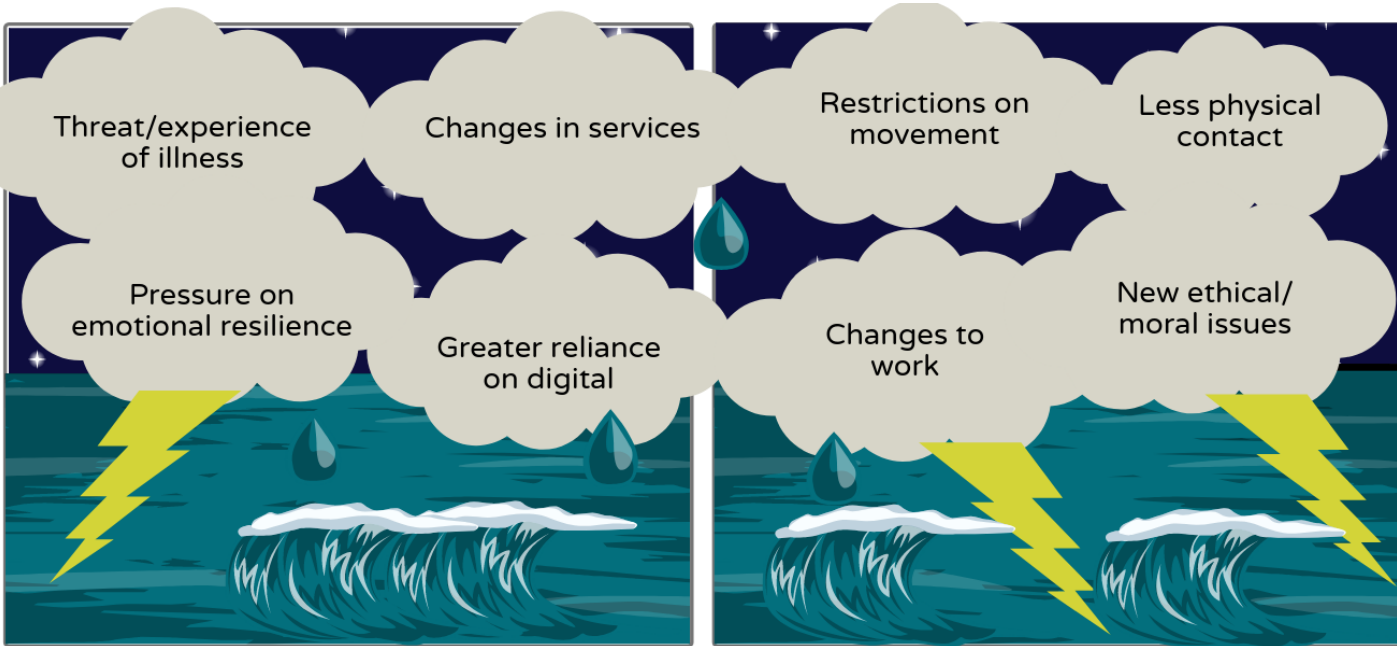 Threat/experience
of illness
Changes in services
Restrictions on
movement
Less physical
contact
Pressure on
emotional resilience
Greater reliance
on digital
Changes to
work
New ethical/
moral issues